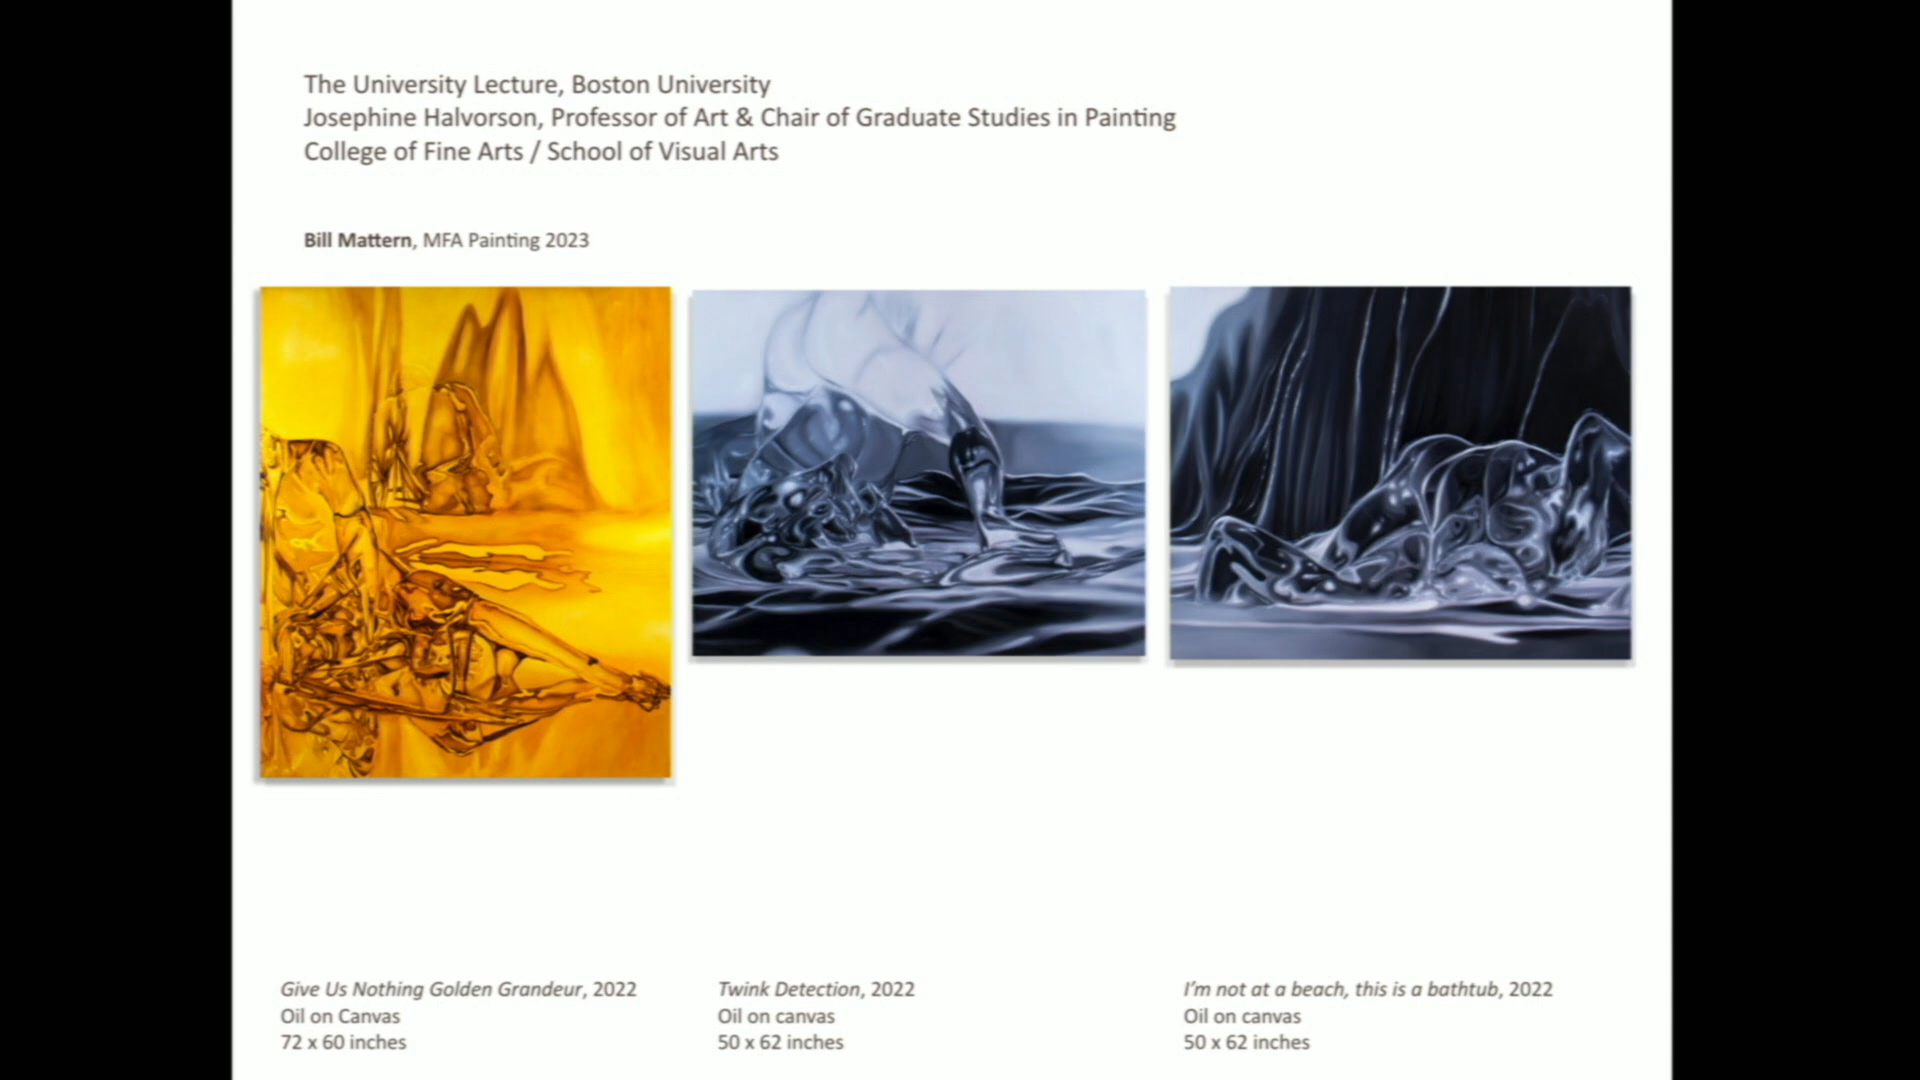 The University Lecture, Boston University
Josephine Halvorson, Professor of Art & Chair of Graduate Studies in Painting
College of Fine Arts / School of Visual Arts
Bill Mattern, MFA Painting 2023
Give Us Nothing Golden Grandeur, 2022
Oil on Canvas
72 x 60 inches
Twink Detection, 2022
Oil on canvas
50 x 62 inches
I'm not at a beach, this is a bathtub, 2022
Oil on canvas
50 x 62 inches